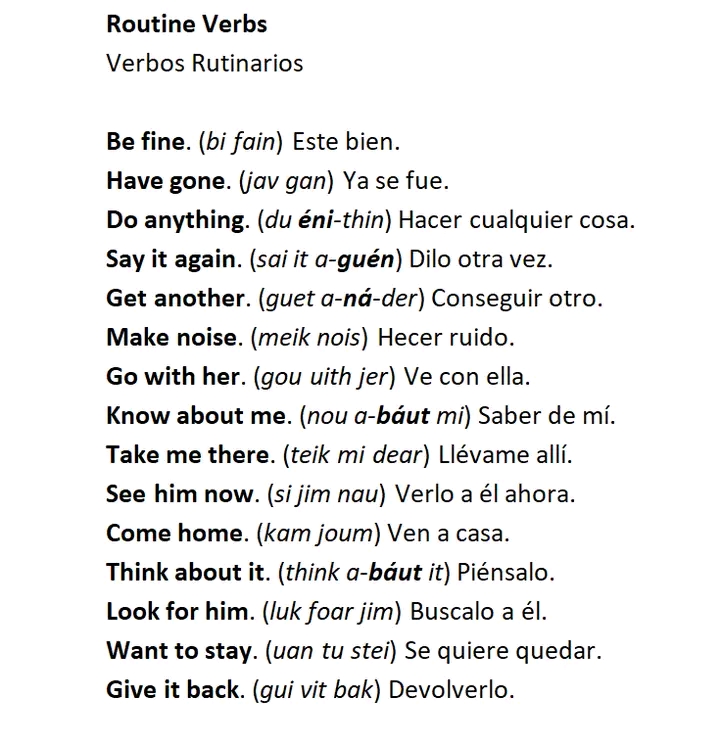 Routine Verbs
Verbos Rutinarios
Be fine. (bi fain) Este bien.
Have gone. (jav gan) Ya se fue.
Do anything. (du éni-thin) Hacer cualquier cosa.
Say it again. (sai it a-guén) Dilo otra vez.
Get another. (guet a-ná-der) Conseguir otro.
Make noise. (meik nois) Hecer ruido.
Go with her. (gou uith jer) Ve con ella.
Know about me. (nou a-báut mi) Saber de mí.
Take me there. (teik mi dear) Llévame allí.
See him now. (si jim nau) Verlo a él ahora.
Come home. (kam joum) Ven a casa.
Think about it. (think a-báut it) Piénsalo.
Look for him. (luk foar jim) Buscalo a él.
Want to stay. (uan tu stei) Se quiere quedar.
Give it back. (gui vit bak) Devolverlo.